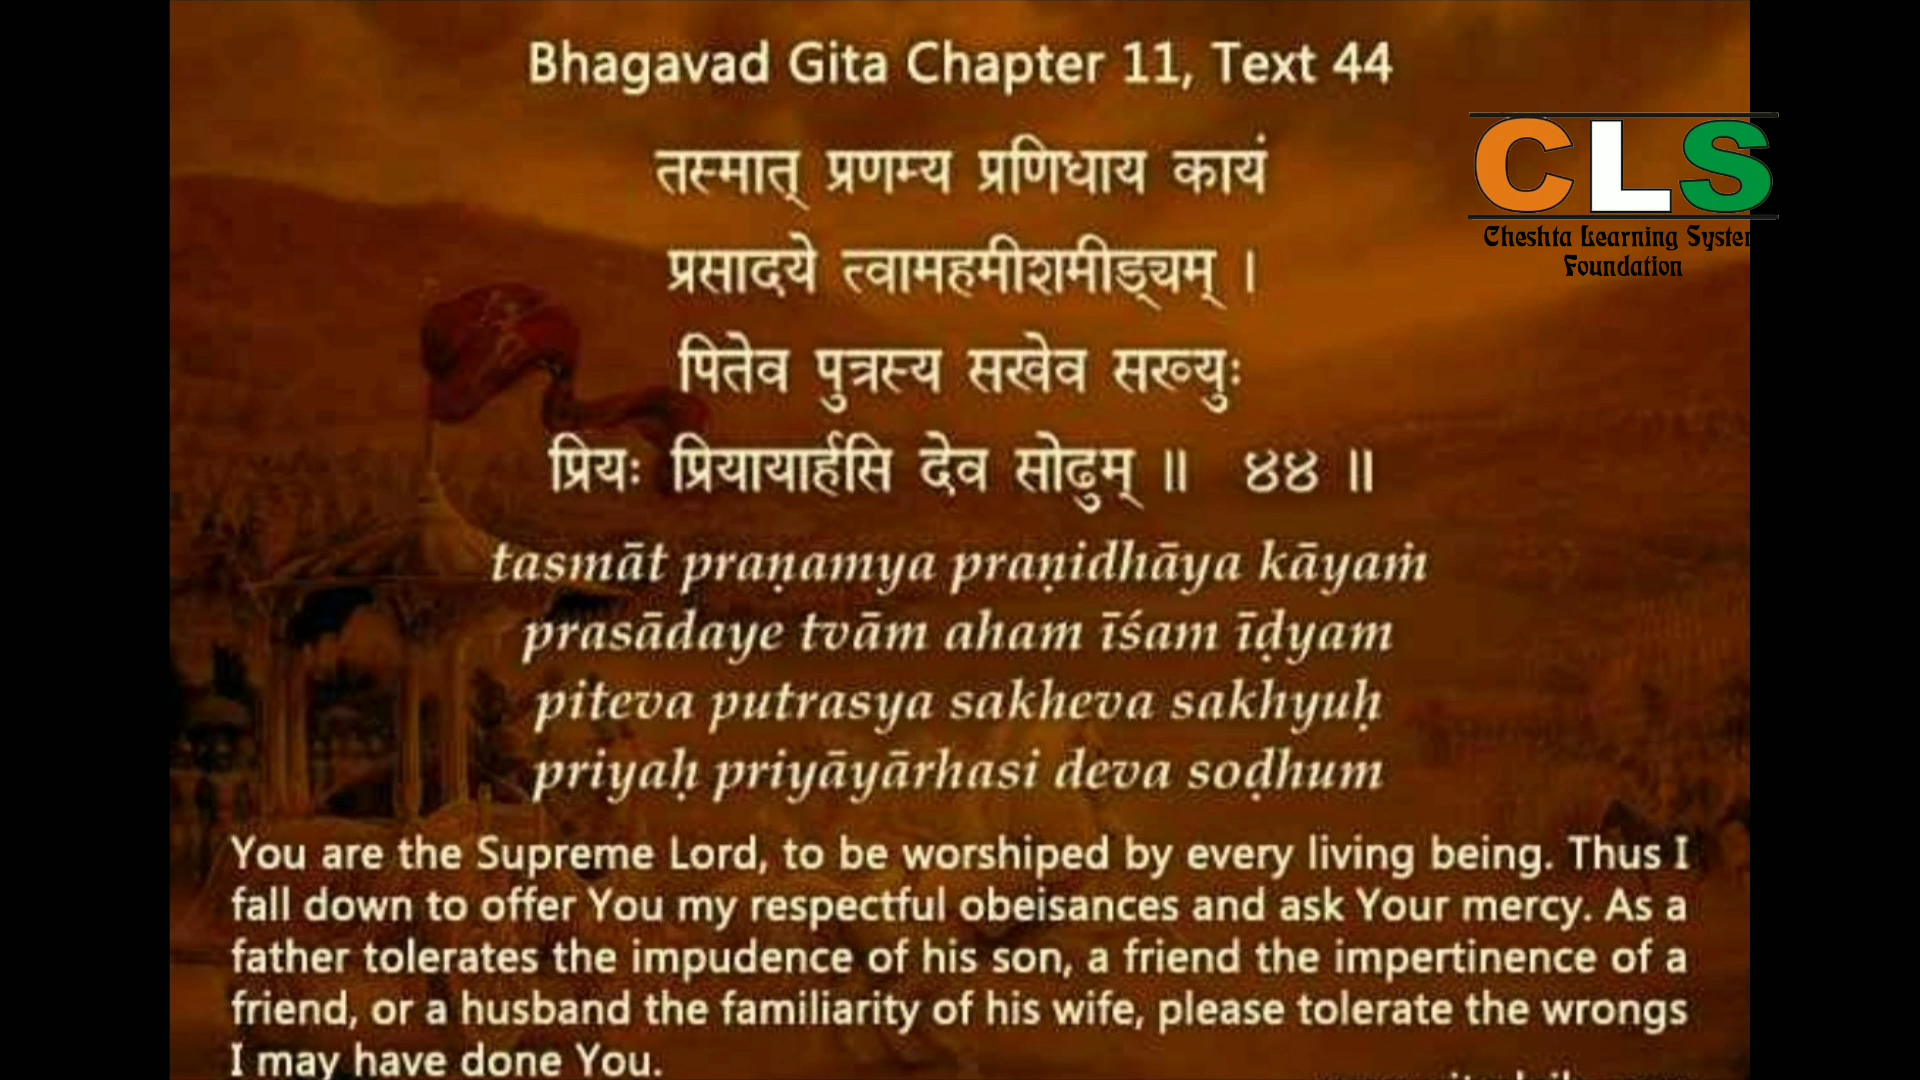 Bhagavad Gita Chapter 11, Text 44
तस्मात् प्रणम्य प्रणिधाय कायं
प्रसादये त्वामहमीशमीड्यम् ।
पितेव पुत्रस्य सखेव सख्युः
प्रियः प्रियायार्हसि देव सोढुम् ॥ ४४ ॥
tasmāt praṇamya praṇidhāya kāyaṁ
prasādaye tvām aham īśam īḍyam
piteva putrasya sakheva sakhyuḥ
priyaḥ priyāyārhasi deva soḍhum
You are the Supreme Lord, to be worshiped by every living being. Thus I
fall down to offer You my respectful obeisances and ask Your mercy. As a
father tolerates the impudence of his son, a friend the impertinence of a
friend, or a husband the familiarity of his wife, please tolerate the wrongs
I may have done You.
CLS
Cheshta Learning System
Foundation